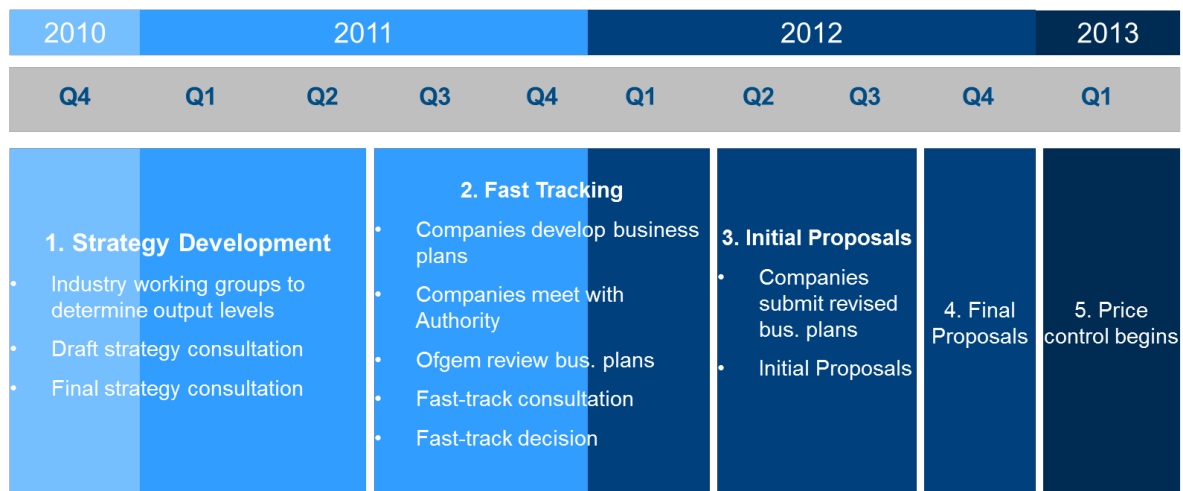 2010
2011
2012
2013
Q4
Q1
Q2
Q3
Q4
Q1
Q2
Q3
Q4
Q1
1. Strategy Development
• Industry working groups to
determine output levels
• Draft strategy consultation
• Final strategy consultation
2. Fast Tracking
• Companies develop business
plans
• Companies meet with
Authority
• Ofgem review bus. plans
• Fast-track consultation
• Fast-track decision
3. Initial Proposals
• Companies
submit revised
bus. plans
• Initial Proposals
4. Final
Proposals
5. Price
control begins